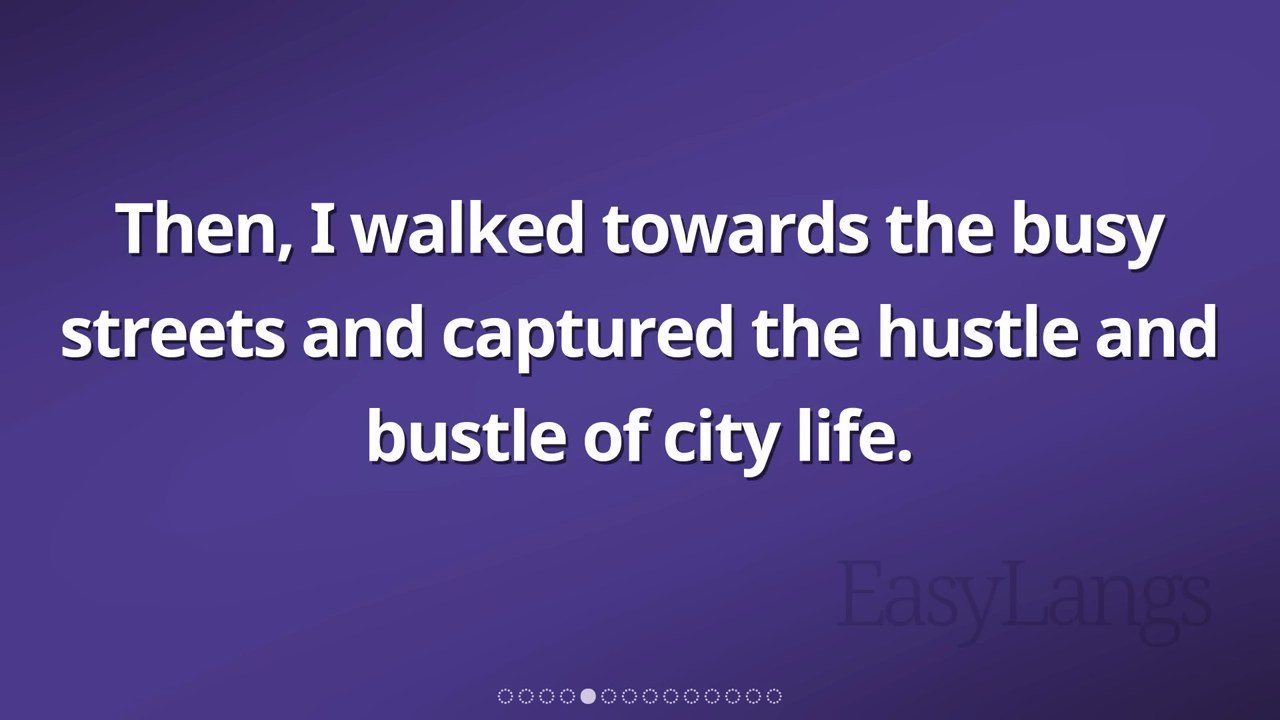 Then, I walked towards the busy
streets and captured the hustle and
bustle of city life.
EasyLangs